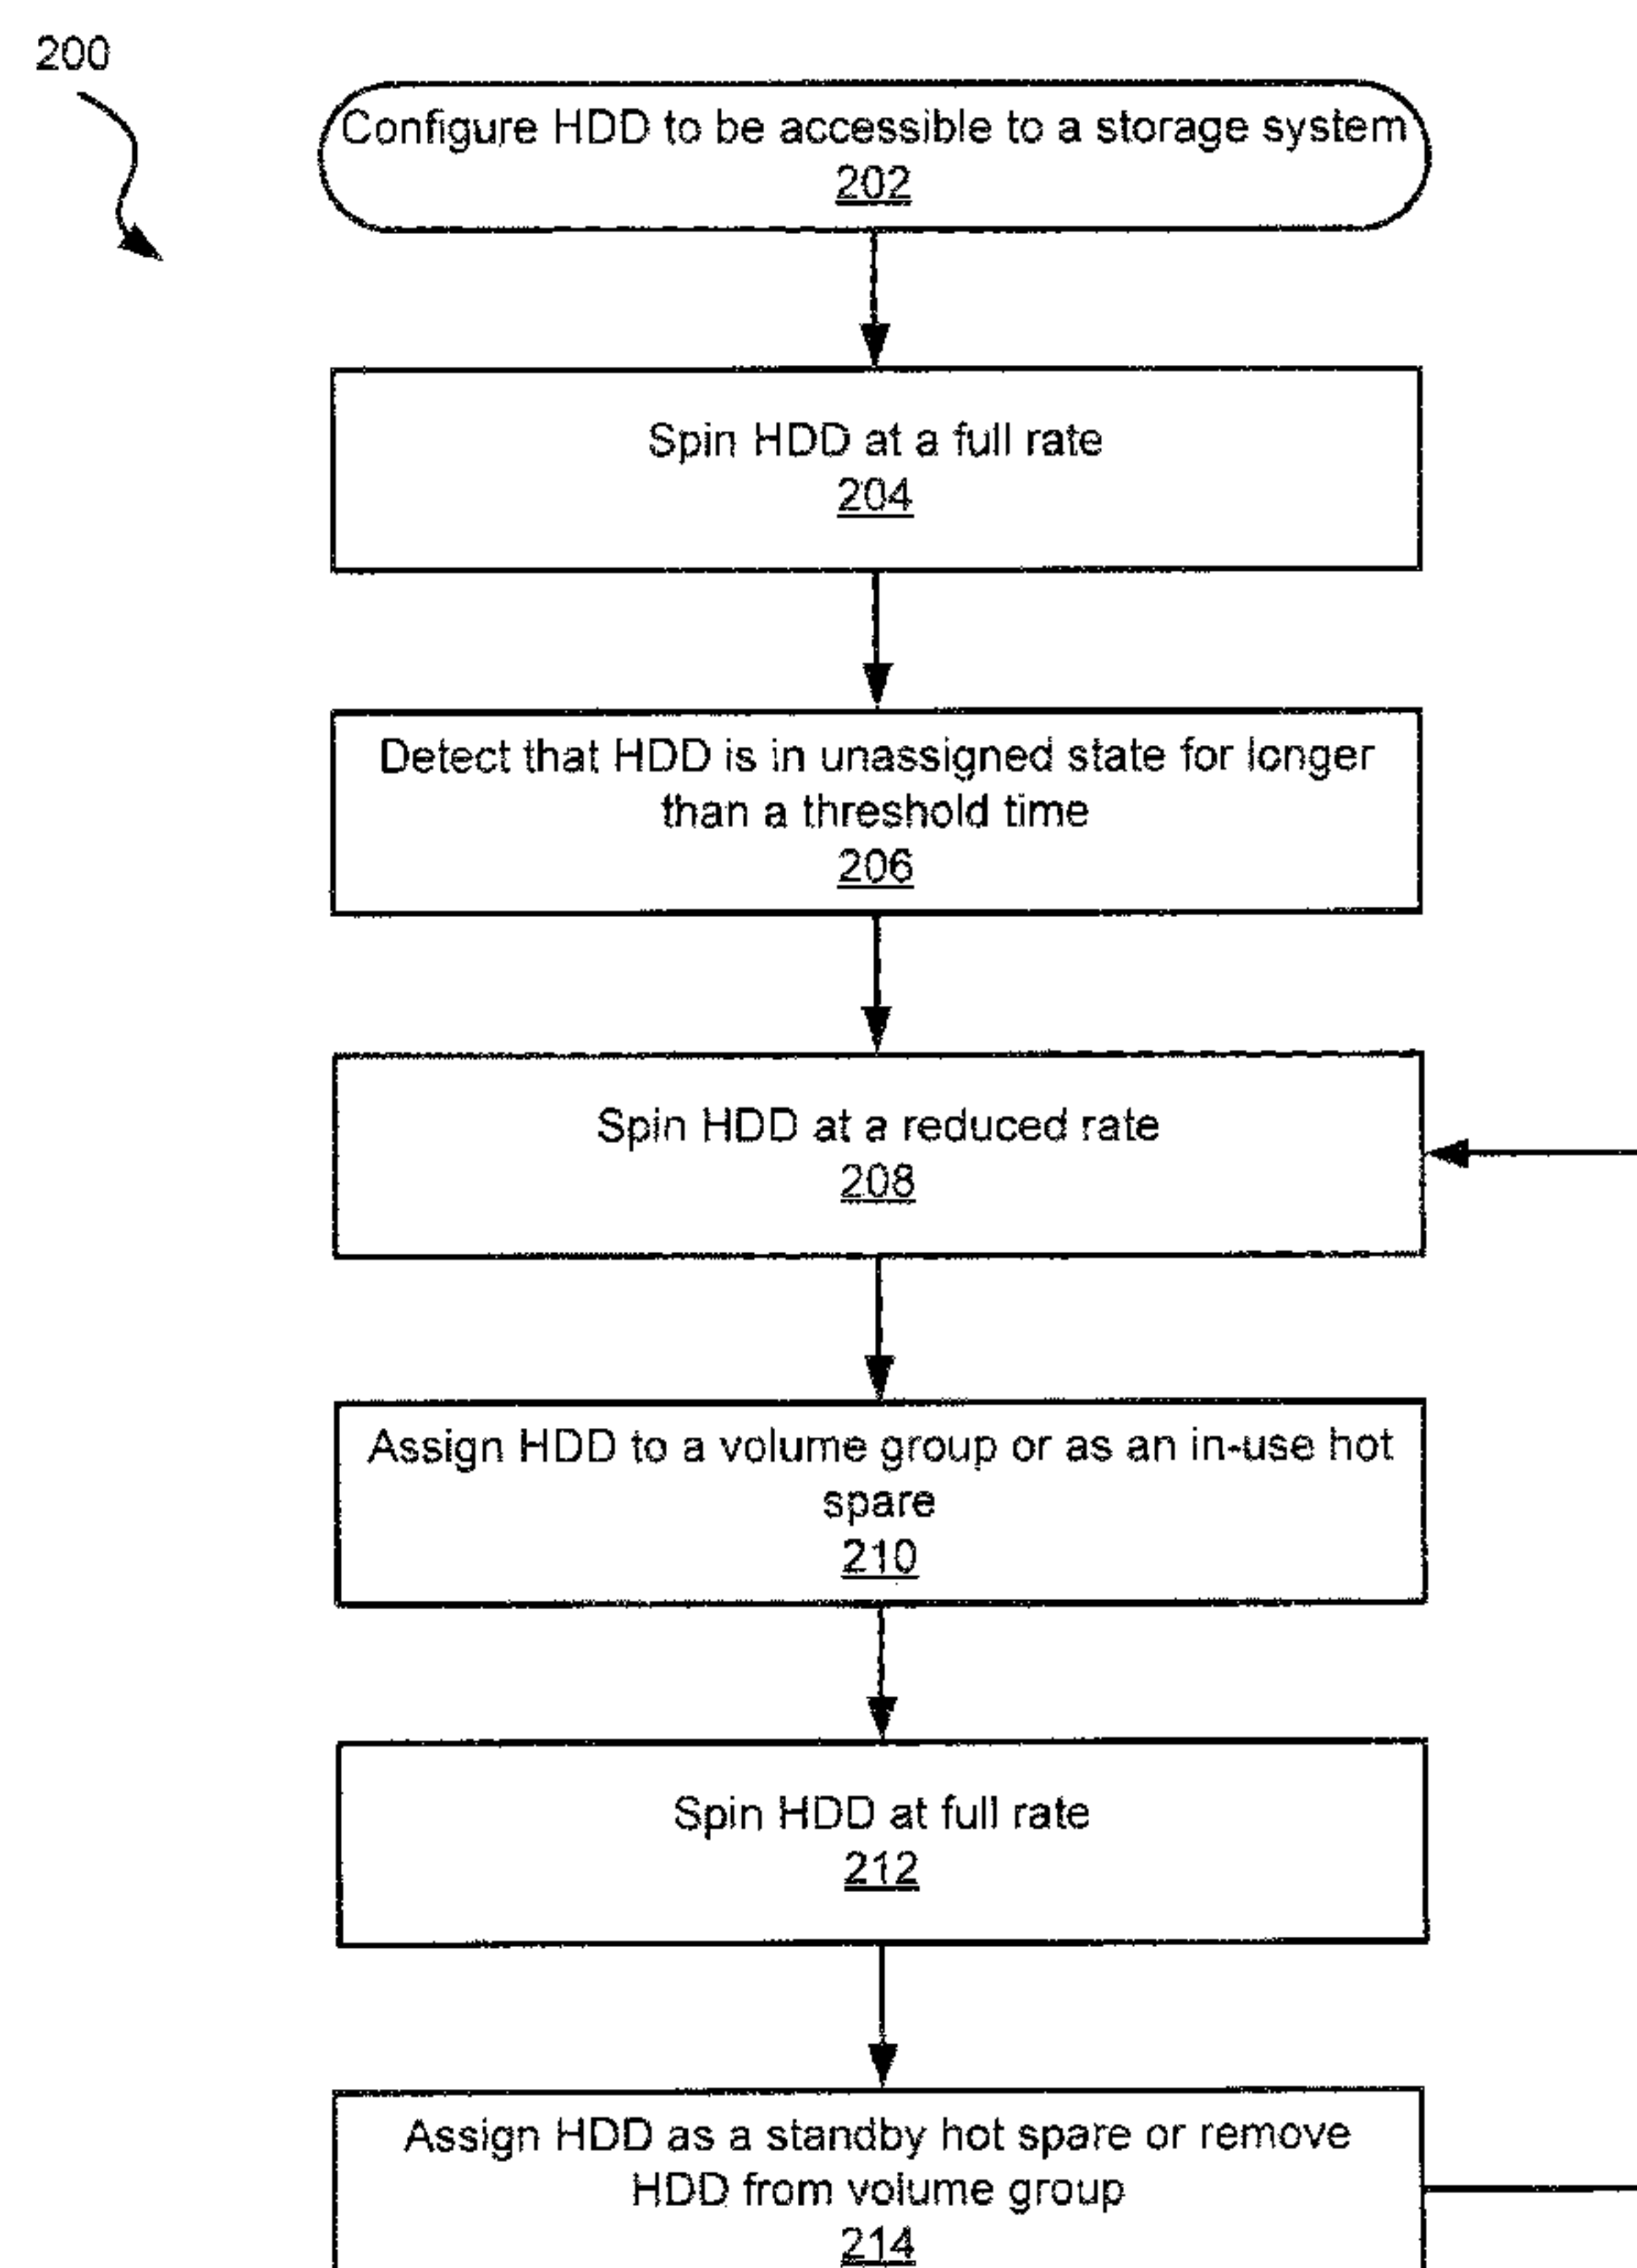 200
Configure HDD to be accessible to a storage system
202
Spin HDD at a full rate
204
Detect that HDD is in unassigned state for longer
than a threshold time
206
Spin HDD at a reduced rate
208
Assign HDD to a volume group or as an in-use hot
spare
210
Spin HDD at full rate
212
Assign HDD as a standby hot spare or remove
HDD from volume group
214